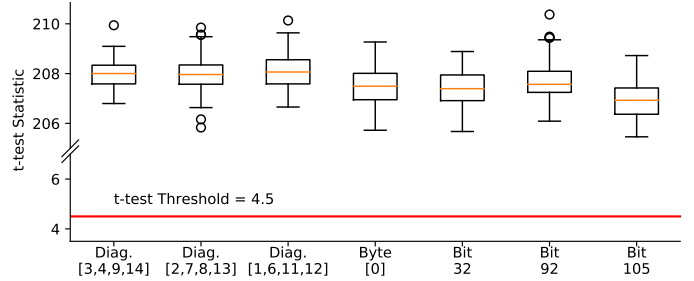 210
208
206
6
4
t-test Statistic
t-test Threshold = 4.5
Diag. Diag. Diag. Byte Bit Bit Bit
[3,4,9,14] [2,7,8,13] [1,6,11,12] [0] 32 92 105